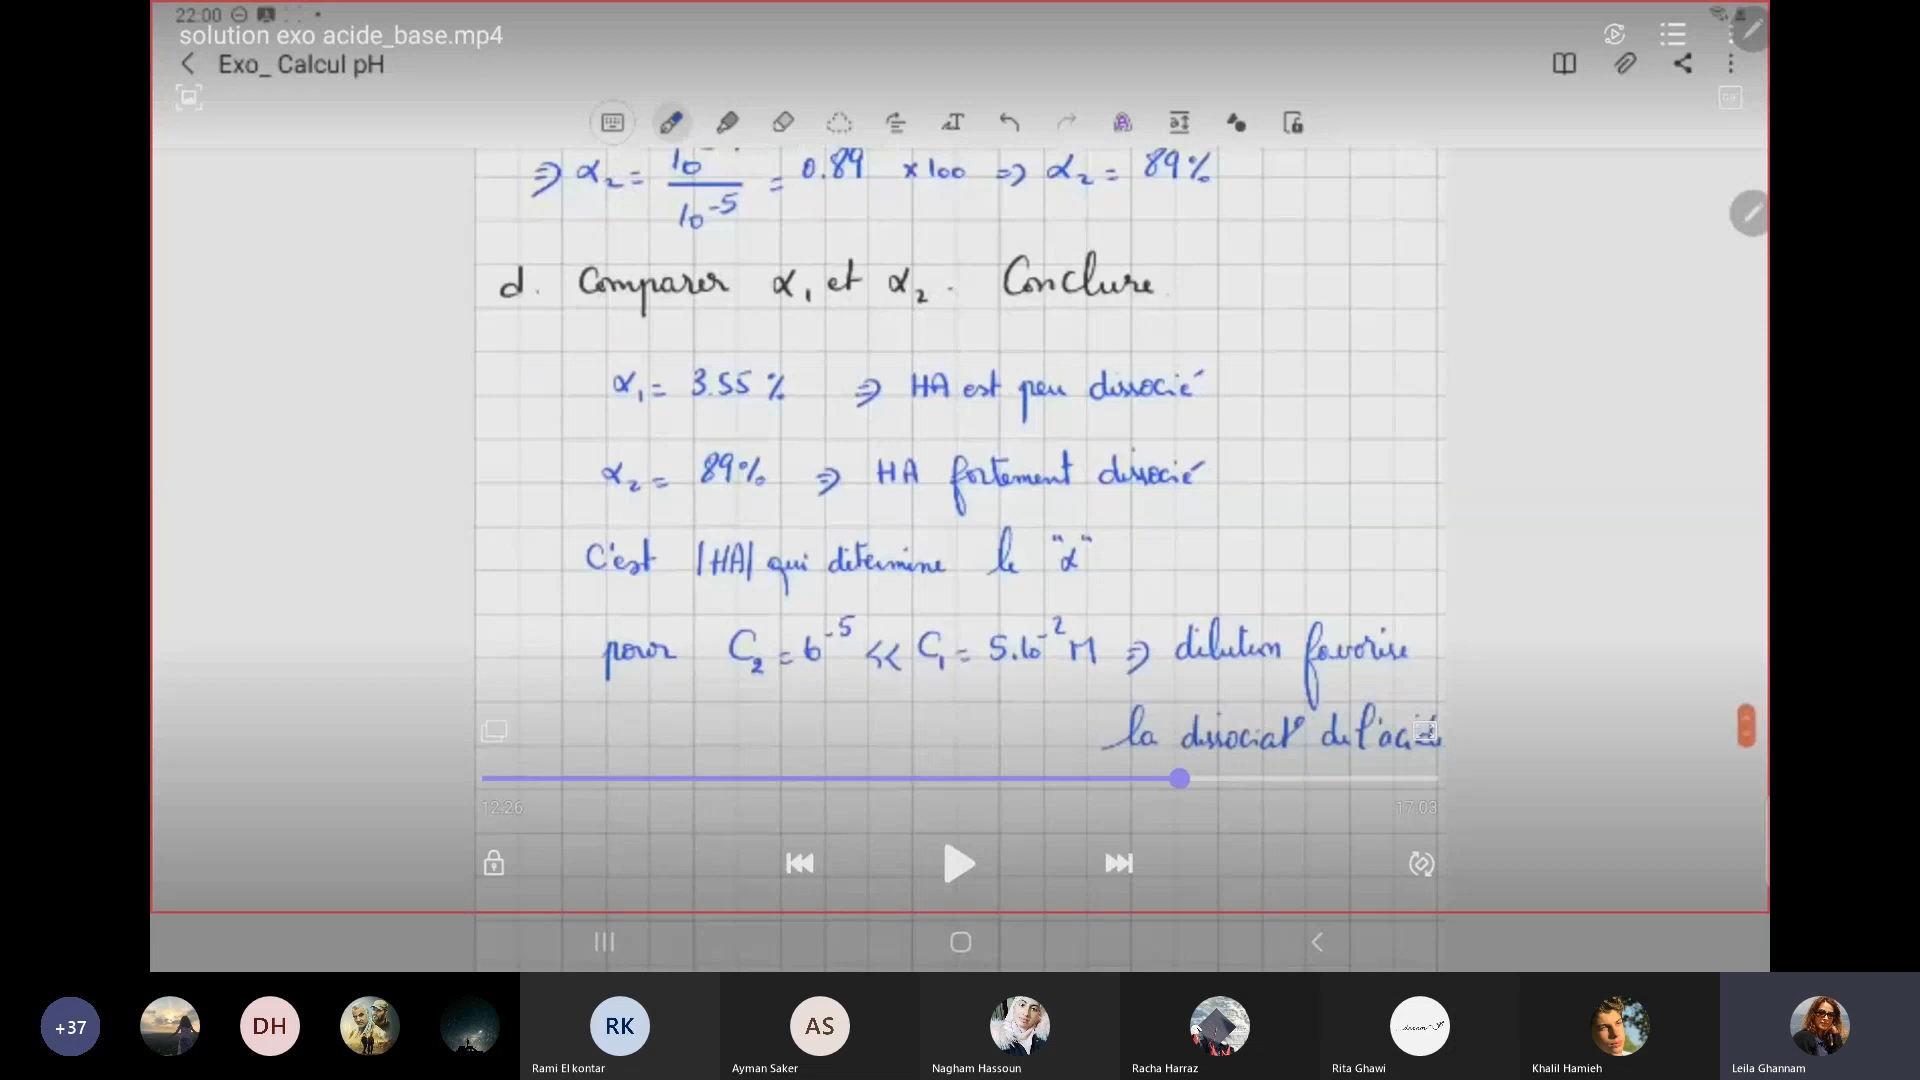 22:00
solution exo acide_base.mp4
Exo_ Calcul pH
⇒ α₂ = 10⁻ / 10⁻⁵ = 0.89 x 100 ⇒ α₂ = 89%
d. Comparer α₁ et α₂. Conclure
α₁ = 3.55 % ⇒ HA est peu dissocié
α₂ = 89% ⇒ HA fortement dissocié
C'est |HA| qui détermine le "α"
pour C₂ = 10⁻⁵ << C₁ = 5.10⁻² M ⇒ dilution favorise
la dissociatº de l'acide
12:26
17:03
+37
DH
RK
AS
dream
Rami El kontar
Ayman Saker
Nagham Hassoun
Racha Harraz
Rita Ghawi
Khalil Hamieh
Leila Ghannam